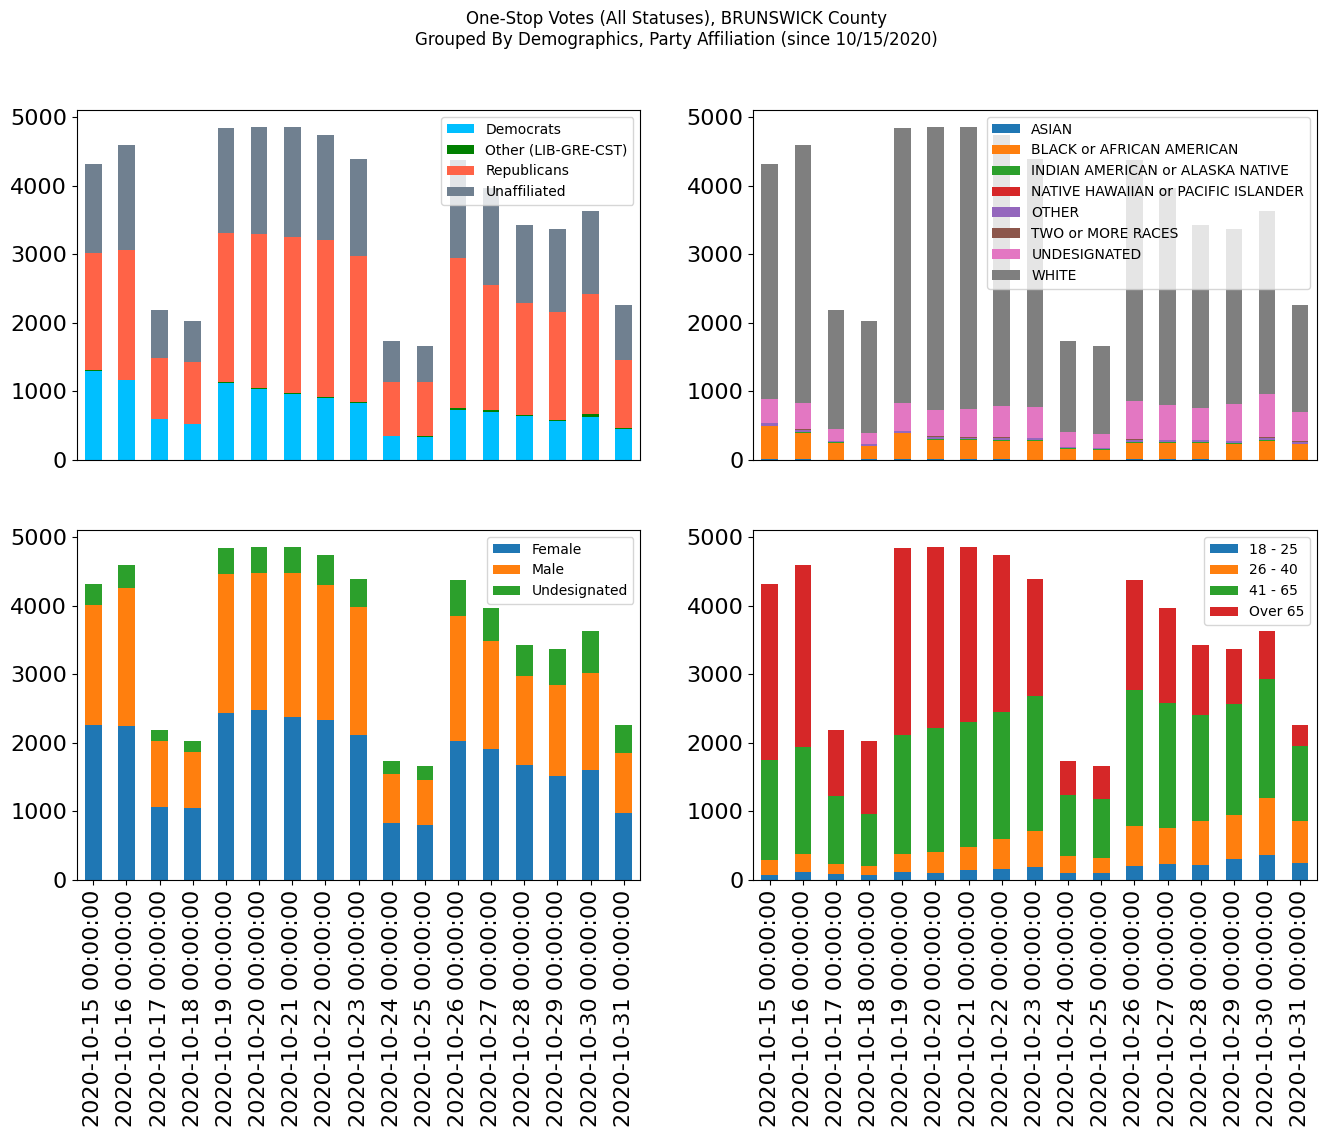 One-Stop Votes (All Statuses), BRUNSWICK County
Grouped By Demographics, Party Affiliation (since 10/15/2020)
5000
4000
3000
2000
1000
0
Democrats
Other (LIB-GRE-CST)
Republicans
Unaffiliated
5000
4000
3000
2000
1000
0
ASIAN
BLACK or AFRICAN AMERICAN
INDIAN AMERICAN or ALASKA NATIVE
NATIVE HAWAIIAN or PACIFIC ISLANDER
OTHER
TWO or MORE RACES
UNDESIGNATED
WHITE
5000
4000
3000
2000
1000
0
Female
Male
Undesignated
2020-10-15 00:00:00
2020-10-16 00:00:00
2020-10-17 00:00:00
2020-10-18 00:00:00
2020-10-19 00:00:00
2020-10-20 00:00:00
2020-10-21 00:00:00
2020-10-22 00:00:00
2020-10-23 00:00:00
2020-10-24 00:00:00
2020-10-25 00:00:00
2020-10-26 00:00:00
2020-10-27 00:00:00
2020-10-28 00:00:00
2020-10-29 00:00:00
2020-10-30 00:00:00
2020-10-31 00:00:00
5000
4000
3000
2000
1000
0
18 - 25
26 - 40
41 - 65
Over 65
2020-10-15 00:00:00
2020-10-16 00:00:00
2020-10-17 00:00:00
2020-10-18 00:00:00
2020-10-19 00:00:00
2020-10-20 00:00:00
2020-10-21 00:00:00
2020-10-22 00:00:00
2020-10-23 00:00:00
2020-10-24 00:00:00
2020-10-25 00:00:00
2020-10-26 00:00:00
2020-10-27 00:00:00
2020-10-28 00:00:00
2020-10-29 00:00:00
2020-10-30 00:00:00
2020-10-31 00:00:00